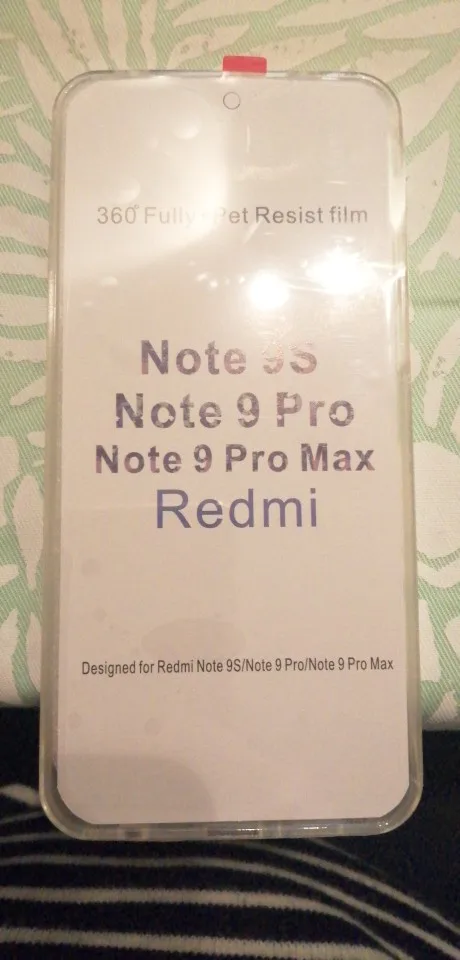 360° Fully Pet Resist film
Note 9S
Note 9 Pro
Note 9 Pro Max
Redmi
Designed for Redmi Note 9S/Note 9 Pro/Note 9 Pro Max